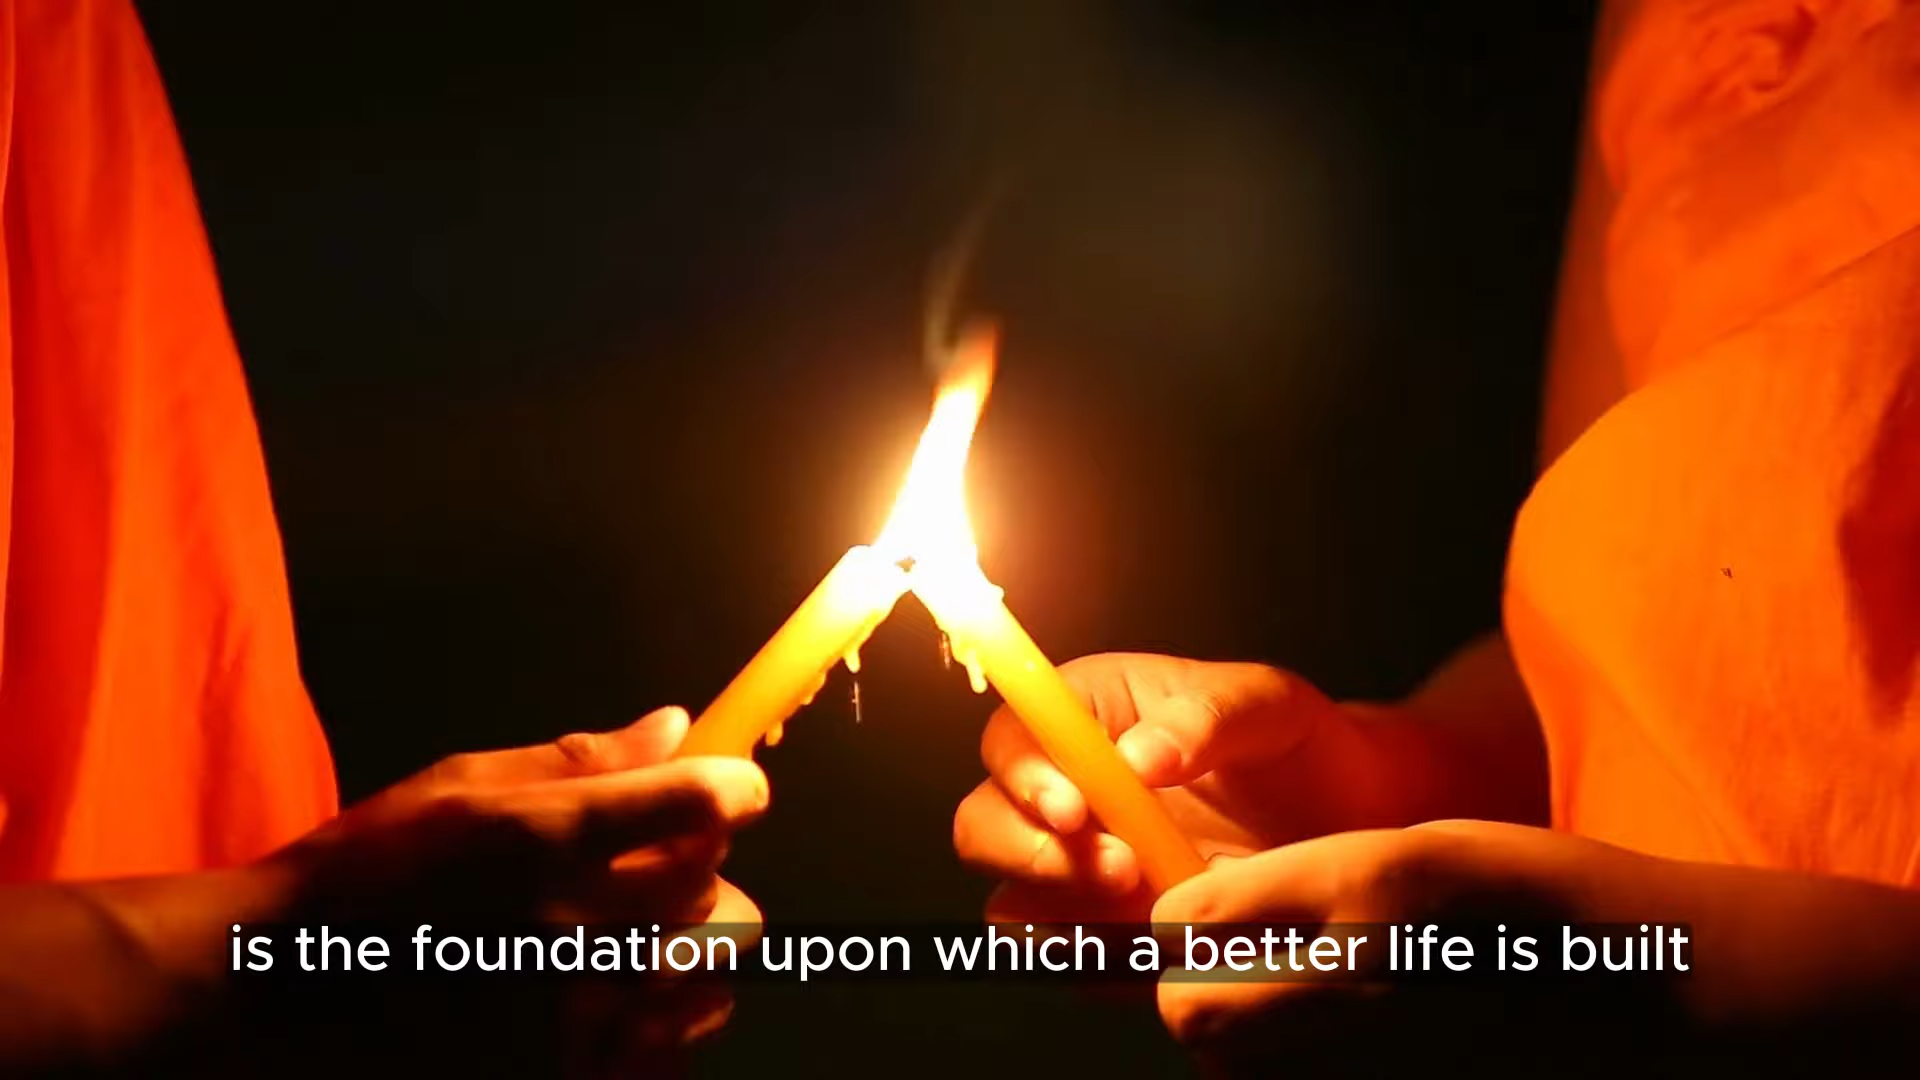 is the foundation upon which a better life is built